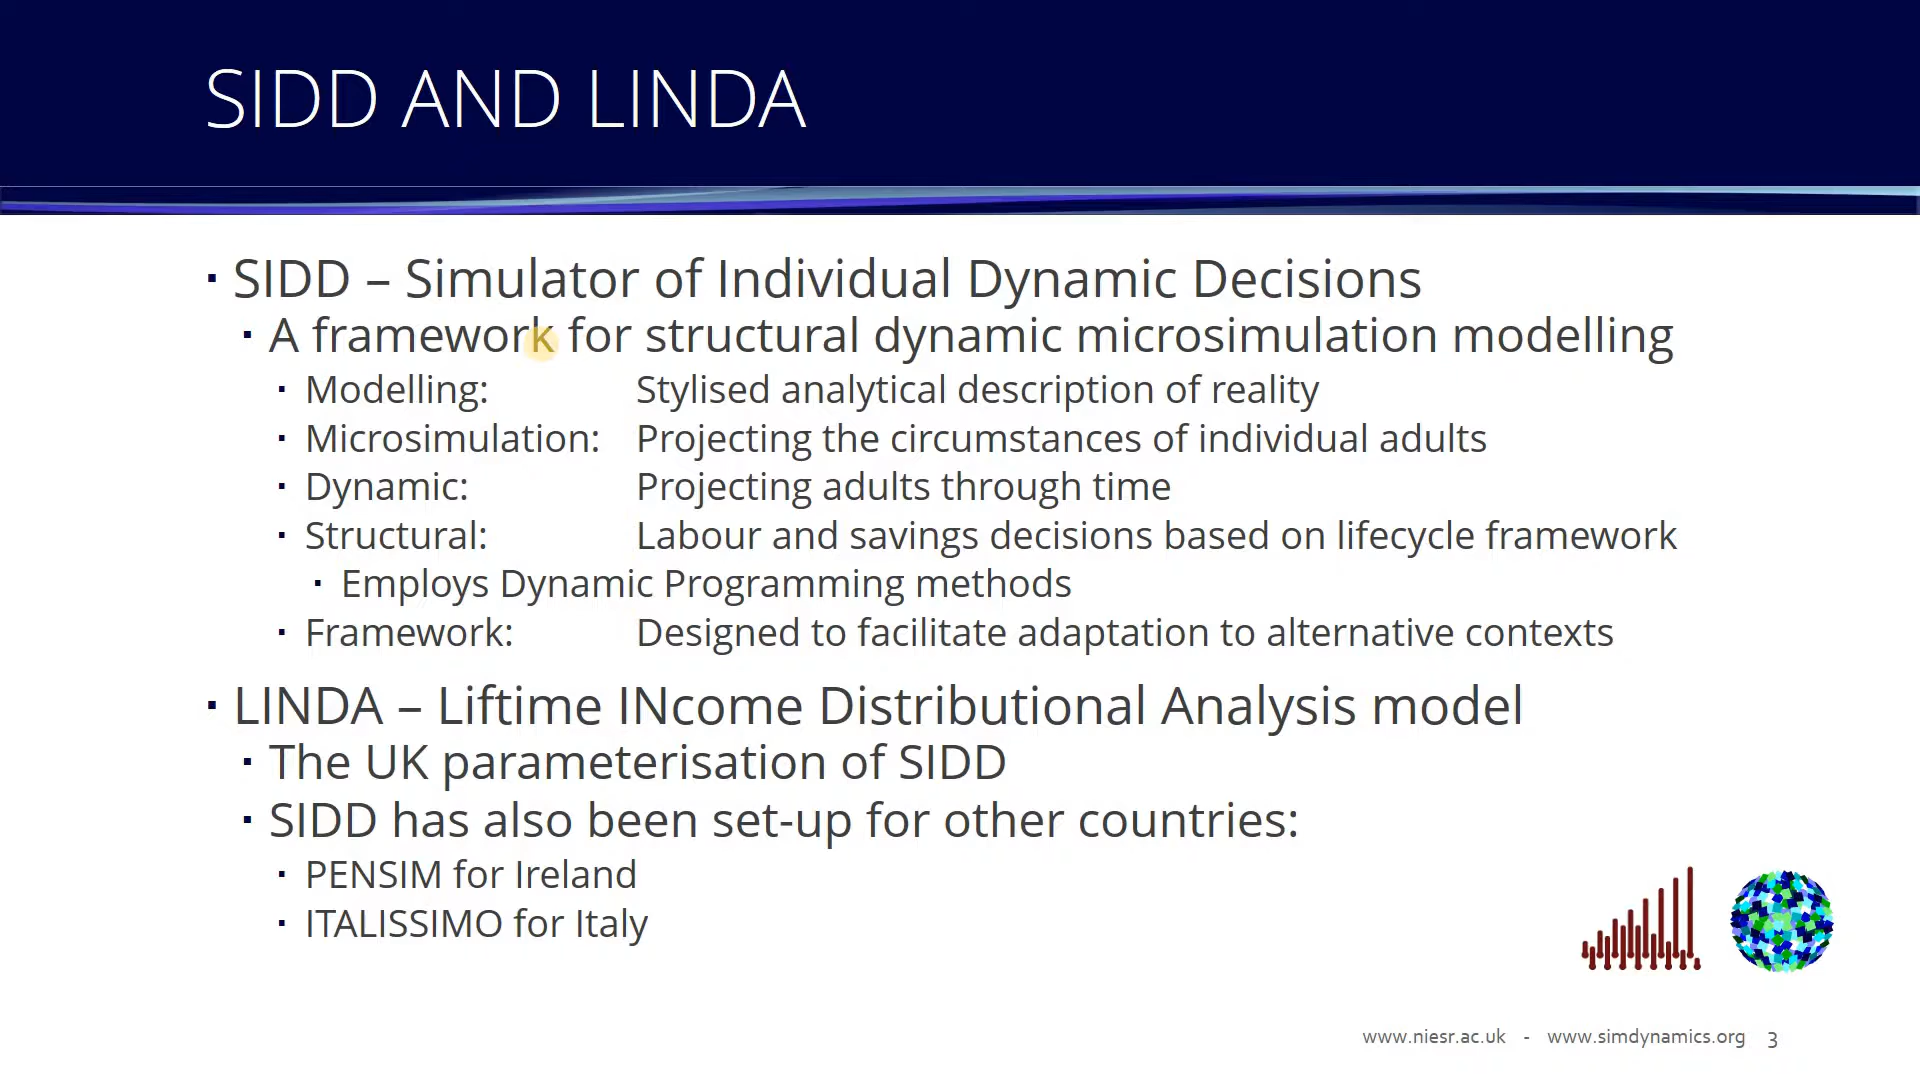 SIDD AND LINDA
SIDD – Simulator of Individual Dynamic Decisions
A framework for structural dynamic microsimulation modelling
Modelling: Stylised analytical description of reality
Microsimulation: Projecting the circumstances of individual adults
Dynamic: Projecting adults through time
Structural: Labour and savings decisions based on lifecycle framework
Employs Dynamic Programming methods
Framework: Designed to facilitate adaptation to alternative contexts
LINDA – Liftime INcome Distributional Analysis model
The UK parameterisation of SIDD
SIDD has also been set-up for other countries:
PENSIM for Ireland
ITALISSIMO for Italy
www.niesr.ac.uk - www.simdynamics.org 3